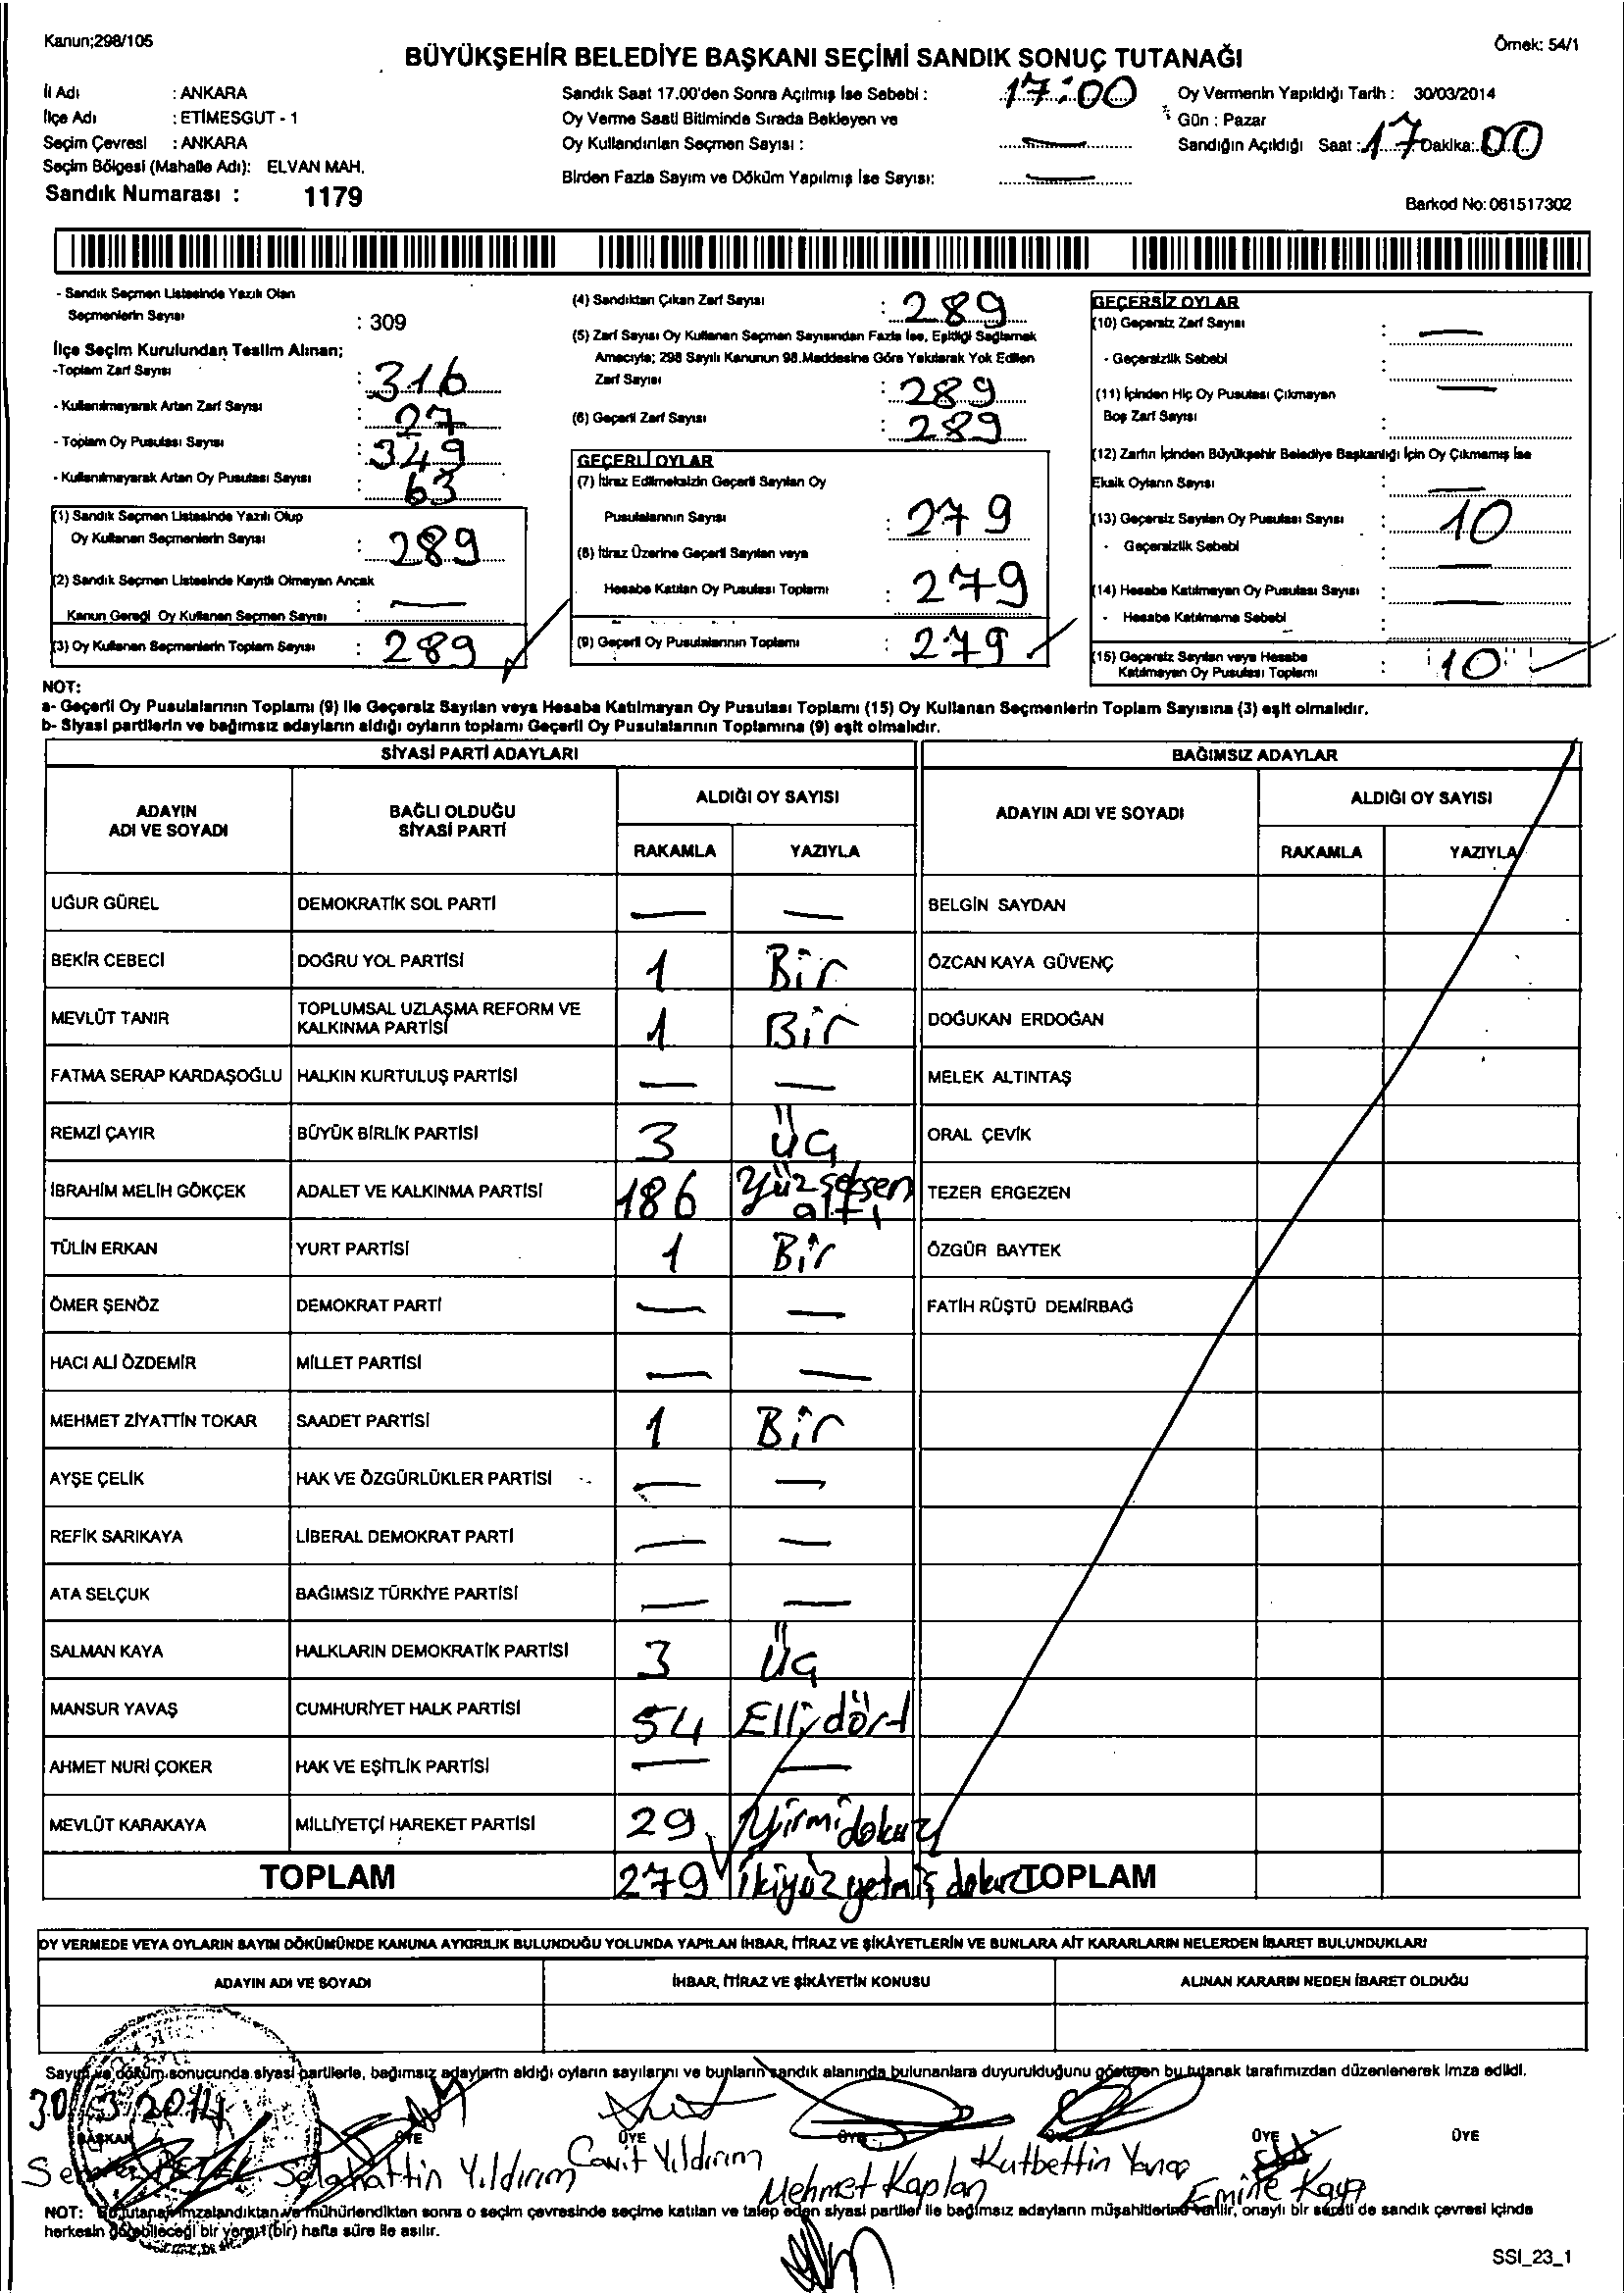 Kanun;298/105
Örnek: 54/1
BÜYÜKŞEHİR BELEDİYE BAŞKANI SEÇİMİ SANDIK SONUÇ TUTANAĞI
İl Adı : ANKARA
İlçe Adı : ETİMESGUT - 1
Seçim Çevresi : ANKARA
Seçim Bölgesi (Mahalle Adı): ELVAN MAH.
Sandık Numarası : 1179
Sandık Saat 17.00'den Sonra Açılmış İse Sebebi : 17:00
Oy Verme Saati Bitiminde Sırada Bekleyen ve
Oy Kullandırılan Seçmen Sayısı : —
Birden Fazla Sayım ve Döküm Yapılmış İse Sayısı: —
Oy Vermenin Yapıldığı Tarih : 30/03/2014
Gün : Pazar
Sandığın Açıldığı Saat : 17 Dakika: 00
Barkod No: 061517302
- Sandık Seçmen Listesinde Yazılı Olan
Seçmenlerin Sayısı : 309
İlçe Seçim Kurulundan Teslim Alınan;
-Toplam Zarf Sayısı : 316
- Kullanılmayarak Artan Zarf Sayısı : 27
- Toplam Oy Pusulası Sayısı : 349
- Kullanılmayarak Artan Oy Pusulası Sayısı : 63
(1) Sandık Seçmen Listesinde Yazılı Olup
Oy Kullanan Seçmenlerin Sayısı : 289
(2) Sandık Seçmen Listesinde Kayıtlı Olmayan Ancak
Kanun Gereği Oy Kullanan Seçmen Sayısı : —
(3) Oy Kullanan Seçmenlerin Toplam Sayısı : 289
(4) Sandıktan Çıkan Zarf Sayısı : 289
(5) Zarf Sayısı Oy Kullanan Seçmen Sayısından Fazla İse, Eşitliği Sağlamak
Amacıyla; 298 Sayılı Kanunun 98.Maddesine Göre Yakılarak Yok Edilen
Zarf Sayısı : 289
(6) Geçerli Zarf Sayısı : 289
GEÇERLİ OYLAR
(7) İtiraz Edilmeksizin Geçerli Sayılan Oy
Pusulalarının Sayısı : 279
(8) İtiraz Üzerine Geçerli Sayılan veya
Hesaba Katılan Oy Pusulası Toplamı : 279
(9) Geçerli Oy Pusulalarının Toplamı : 279
GEÇERSİZ OYLAR
(10) Geçersiz Zarf Sayısı : —
- Geçersizlik Sebebi :
(11) İçinden Hiç Oy Pusulası Çıkmayan —
Boş Zarf Sayısı :
(12) Zarfın İçinden Büyükşehir Belediye Başkanlığı İçin Oy Çıkmamış İse
Eksik Oyların Sayısı : —
(13) Geçersiz Sayılan Oy Pusulası Sayısı : 10
- Geçersizlik Sebebi : —
(14) Hesaba Katılmayan Oy Pusulası Sayısı : —
- Hesaba Katılmama Sebebi :
(15) Geçersiz Sayılan veya Hesaba
Katılmayan Oy Pusulası Toplamı : 10
NOT:
a- Geçerli Oy Pusulalarının Toplamı (9) ile Geçersiz Sayılan veya Hesaba Katılmayan Oy Pusulası Toplamı (15) Oy Kullanan Seçmenlerin Toplam Sayısına (3) eşit olmalıdır.
b- Siyasi partilerin ve bağımsız adayların aldığı oyların toplamı Geçerli Oy Pusulalarının Toplamına (9) eşit olmalıdır.
SİYASİ PARTİ ADAYLARI
BAĞIMSIZ ADAYLAR
ADAYIN ADI VE SOYADI
BAĞLI OLDUĞU SİYASİ PARTİ
ALDIĞI OY SAYISI
RAKAMLA YAZIYLA
ADAYIN ADI VE SOYADI
ALDIĞI OY SAYISI
RAKAMLA YAZIYLA
UĞUR GÜREL DEMOKRATİK SOL PARTİ — — BELGİN SAYDAN
BEKİR CEBECİ DOĞRU YOL PARTİSİ 1 Bir ÖZCAN KAYA GÜVENÇ
MEVLÜT TANIR TOPLUMSAL UZLAŞMA REFORM VE KALKINMA PARTİSİ 1 Bir DOĞUKAN ERDOĞAN
FATMA SERAP KARDAŞOĞLU HALKIN KURTULUŞ PARTİSİ — — MELEK ALTINTAŞ
REMZİ ÇAYIR BÜYÜK BİRLİK PARTİSİ 3 Üç ORAL ÇEVİK
İBRAHİM MELİH GÖKÇEK ADALET VE KALKINMA PARTİSİ 186 Yüzseksen altı TEZER ERGEZEN
TÜLİN ERKAN YURT PARTİSİ 1 Bir ÖZGÜR BAYTEK
ÖMER ŞENÖZ DEMOKRAT PARTİ — — FATİH RÜŞTÜ DEMİRBAĞ
HACI ALİ ÖZDEMİR MİLLET PARTİSİ — —
MEHMET ZİYATTİN TOKAR SAADET PARTİSİ 1 Bir
AYŞE ÇELİK HAK VE ÖZGÜRLÜKLER PARTİSİ — —
REFİK SARIKAYA LİBERAL DEMOKRAT PARTİ — —
ATA SELÇUK BAĞIMSIZ TÜRKİYE PARTİSİ — —
SALMAN KAYA HALKLARIN DEMOKRATİK PARTİSİ 3 Üç
MANSUR YAVAŞ CUMHURİYET HALK PARTİSİ 54 Elli dört
AHMET NURİ ÇOKER HAK VE EŞİTLİK PARTİSİ — —
MEVLÜT KARAKAYA MİLLİYETÇİ HAREKET PARTİSİ 29 Yirmi dokuz
TOPLAM 279 ikiyüz yetmiş dokuz TOPLAM
OY VERMEDE VEYA OYLARIN SAYIM DÖKÜMÜNDE KANUNA AYKIRILIK BULUNDUĞU YOLUNDA YAPILAN İHBAR, İTİRAZ VE ŞİKÂYETLERİN VE BUNLARA AİT KARARLARIN NELERDEN İBARET BULUNDUKLARI
ADAYIN ADI VE SOYADI İHBAR, İTİRAZ VE ŞİKÂYETİN KONUSU ALINAN KARARIN NEDEN İBARET OLDUĞU
Sayım ve döküm sonucunda siyasi partilerle, bağımsız adayların aldığı oyların sayılarını ve bunların sandık alanında bulunanlara duyurulduğunu gösteren bu tutanak tarafımızdan düzenlenerek imza edildi.
30/3/2014
BAŞKAN ÜYE ÜYE ÜYE ÜYE ÜYE ÜYE
Selahattin Yıldırım Cavit Yıldırım Mehmet Kaplan Kutbettin Emine Kaya
NOT: Bu tutanak imzalandıktan ve mühürlendikten sonra o seçim çevresinde seçime katılan ve talep eden siyasi partiler ile bağımsız adayların müşahitlerine verilir, onaylı bir sureti de sandık çevresi içinde
herkesin görebileceği bir yere 1 (bir) hafta süre ile asılır.
SSI_23_1